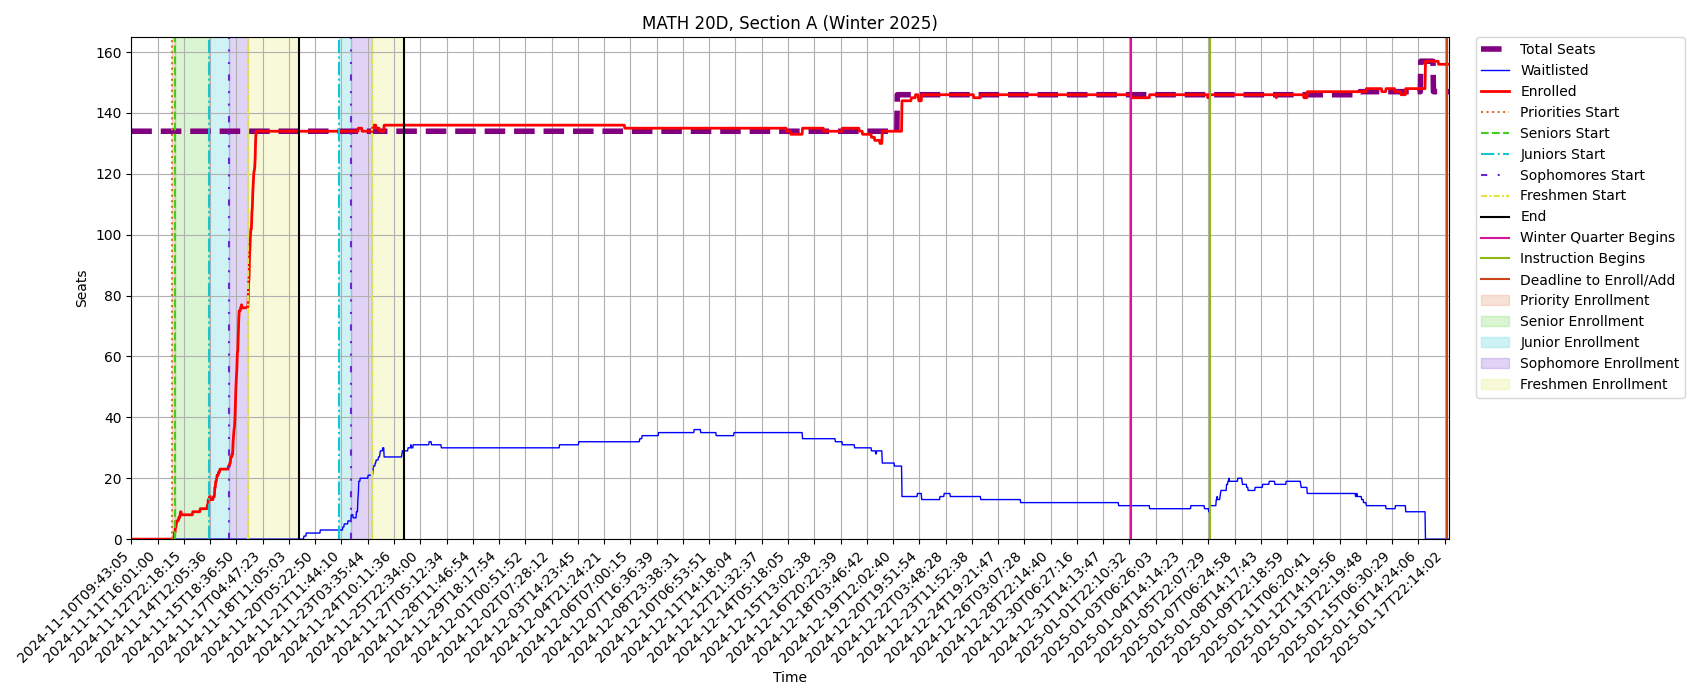 MATH 20D, Section A (Winter 2025)
Seats
160
140
120
100
80
60
40
20
0
2024-11-10T09:43:05
2024-11-11T16:01:00
2024-11-12T22:18:15
2024-11-14T12:05:36
2024-11-15T18:36:50
2024-11-17T04:47:23
2024-11-18T11:05:03
2024-11-20T05:22:50
2024-11-21T11:44:10
2024-11-23T03:35:44
2024-11-24T10:11:36
2024-11-25T22:34:00
2024-11-27T05:12:34
2024-11-28T11:46:54
2024-11-29T18:17:54
2024-12-01T00:51:52
2024-12-02T07:28:12
2024-12-03T14:23:45
2024-12-04T21:24:21
2024-12-06T07:00:15
2024-12-07T16:36:39
2024-12-08T23:38:31
2024-12-10T06:53:51
2024-12-11T14:18:04
2024-12-12T21:32:37
2024-12-14T05:18:05
2024-12-15T13:02:38
2024-12-16T20:22:39
2024-12-18T03:46:42
2024-12-19T12:02:40
2024-12-20T19:51:54
2024-12-22T03:48:28
2024-12-23T11:52:38
2024-12-24T19:21:47
2024-12-26T03:07:28
2024-12-28T22:14:40
2024-12-30T06:27:16
2024-12-31T14:13:47
2025-01-01T22:10:32
2025-01-03T06:26:03
2025-01-04T14:14:23
2025-01-05T22:07:29
2025-01-07T06:24:58
2025-01-08T14:17:43
2025-01-09T22:18:59
2025-01-11T06:20:41
2025-01-12T14:19:56
2025-01-13T22:19:48
2025-01-15T06:30:29
2025-01-16T14:24:06
2025-01-17T22:14:02
Time
Total Seats
Waitlisted
Enrolled
Priorities Start
Seniors Start
Juniors Start
Sophomores Start
Freshmen Start
End
Winter Quarter Begins
Instruction Begins
Deadline to Enroll/Add
Priority Enrollment
Senior Enrollment
Junior Enrollment
Sophomore Enrollment
Freshmen Enrollment